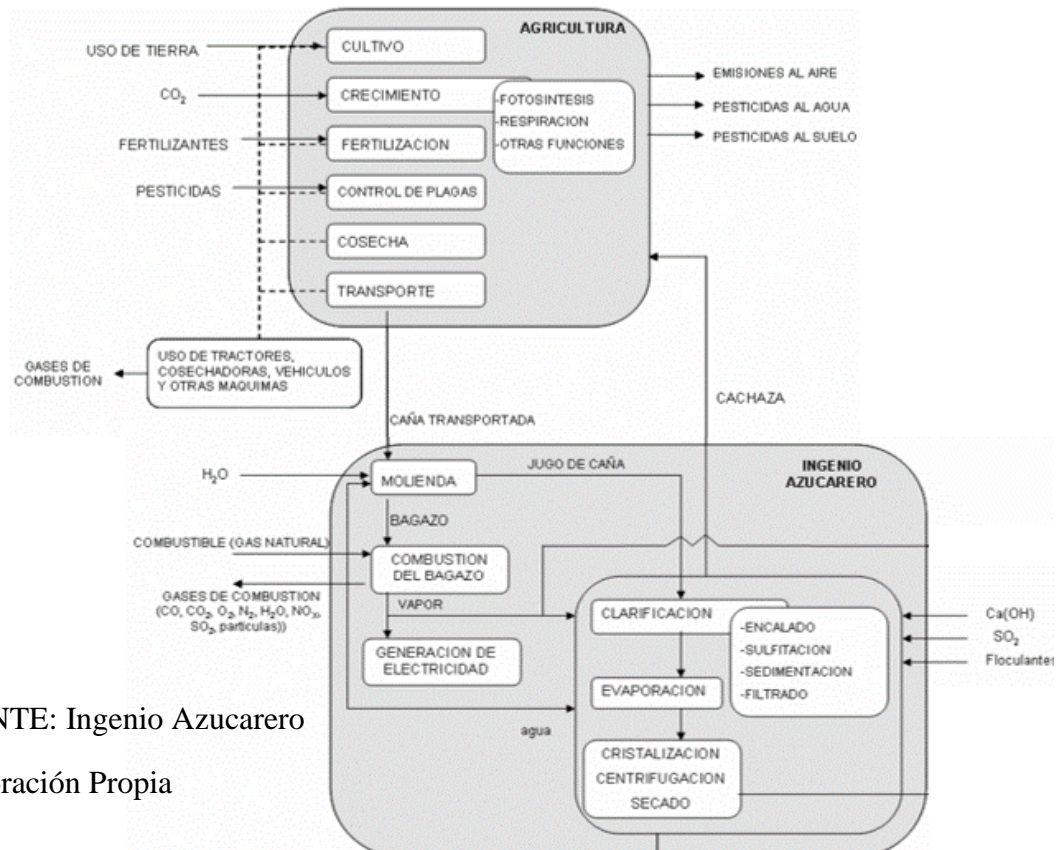 AGRICULTURA
USO DE TIERRA
CULTIVO
EMISIONES AL AIRE
CO₂
CRECIMIENTO
-FOTOSINTESIS
-RESPIRACION
-OTRAS FUNCIONES
PESTICIDAS AL AGUA
FERTILIZANTES
FERTILIZACION
PESTICIDAS AL SUELO
PESTICIDAS
CONTROL DE PLAGAS
COSECHA
TRANSPORTE
GASES DE
COMBUSTION
USO DE TRACTORES,
COSECHADORAS, VEHICULOS
Y OTRAS MAQUIMAS
CACHAZA
CAÑA TRANSPORTADA
INGENIO
AZUCARERO
H₂O
MOLIENDA
JUGO DE CAÑA
BAGAZO
COMBUSTIBLE (GAS NATURAL)
COMBUSTION
DEL BAGAZO
GASES DE COMBUSTION
(CO, CO₂, O₂, N₂, H₂O, NOₓ,
SO₂, particulas))
VAPOR
CLARIFICACION
-ENCALADO
-SULFITACION
-SEDIMENTACION
-FILTRADO
Ca(OH)
SO₂
Floculantes
GENERACION DE
ELECTRICIDAD
EVAPORACION
agua
CRISTALIZACION
CENTRIFUGACION
SECADO
NTE: Ingenio Azucarero
oración Propia